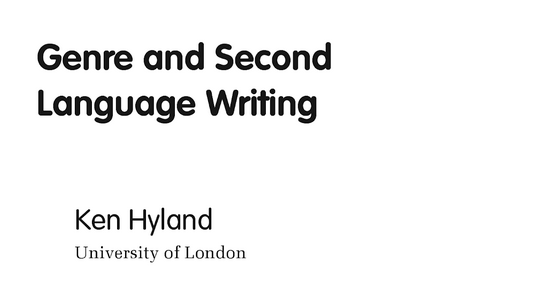 Genre and Second
Language Writing
Ken Hyland
University of London